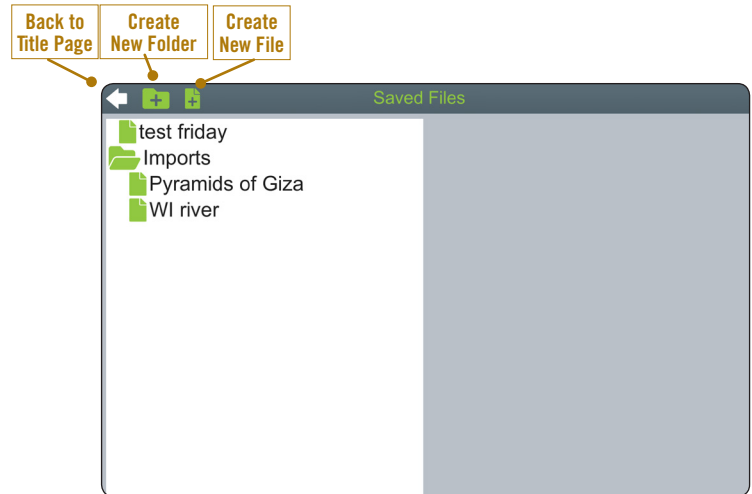 Back to
Title Page
Create
New Folder
Create
New File
Saved Files
test friday
Imports
Pyramids of Giza
WI river